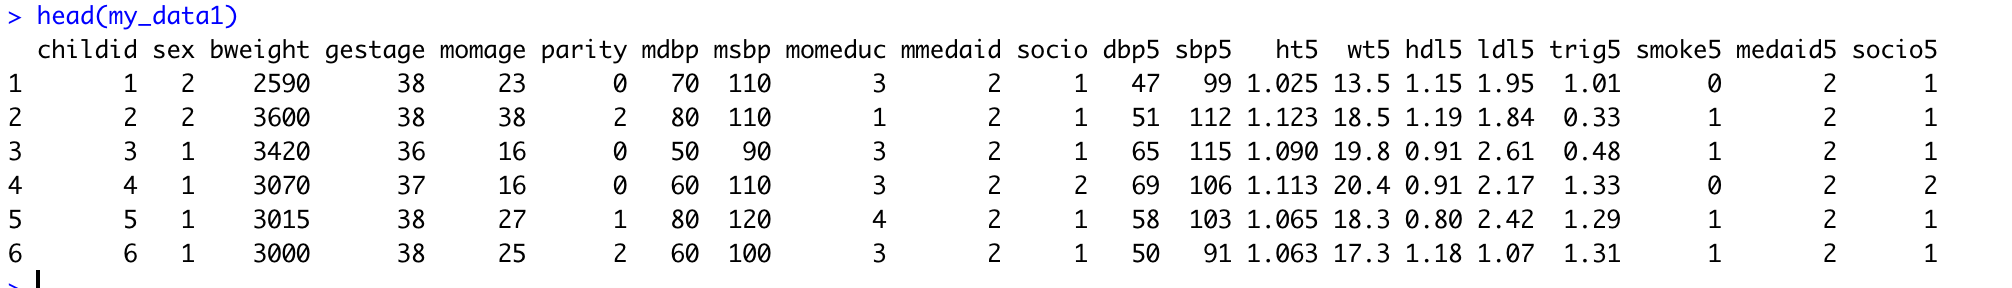 > head(my_data1)
  childid sex bweight gestage momage parity mdbp msbp momeduc mmedaid socio dbp5 sbp5   ht5  wt5 hdl5 ldl5 trig5 smoke5 medaid5 socio5
1       1   2    2590      38     23      0   70  110       3       2     1   47   99 1.025 13.5 1.15 1.95  1.01      0       2      1
2       2   2    3600      38     38      2   80  110       1       2     1   51  112 1.123 18.5 1.19 1.84  0.33      1       2      1
3       3   1    3420      36     16      0   50   90       3       2     1   65  115 1.090 19.8 0.91 2.61  0.48      1       2      1
4       4   1    3070      37     16      0   60  110       3       2     2   69  106 1.113 20.4 0.91 2.17  1.33      0       2      2
5       5   1    3015      38     27      1   80  120       4       2     1   58  103 1.065 18.3 0.80 2.42  1.29      1       2      1
6       6   1    3000      38     25      2   60  100       3       2     1   50   91 1.063 17.3 1.18 1.07  1.31      1       2      1
>